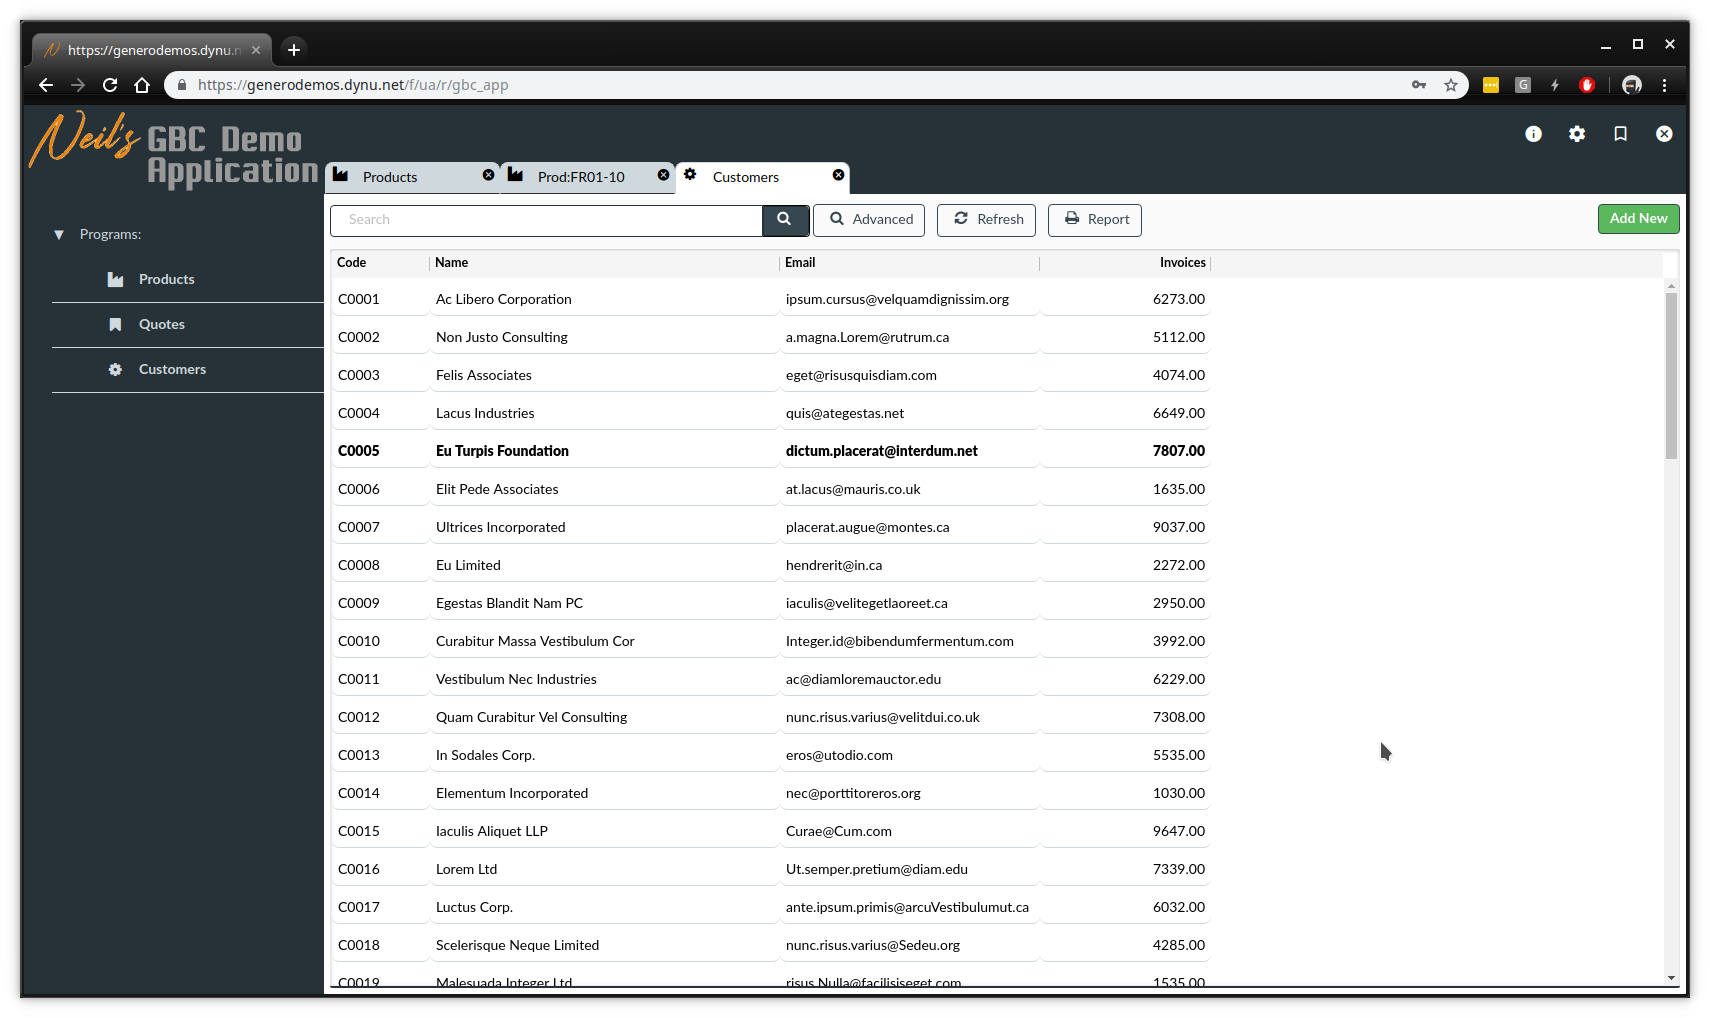 https://generodemos.dynu.n
https://generodemos.dynu.net/f/ua/r/gbc_app
G
Neil's GBC Demo Application
Products Prod:FR01-10 Customers
Search Advanced Refresh Report Add New
Programs:
Products
Quotes
Customers
Code Name Email Invoices
C0001 Ac Libero Corporation ipsum.cursus@velquamdignissim.org 6273.00
C0002 Non Justo Consulting a.magna.Lorem@rutrum.ca 5112.00
C0003 Felis Associates eget@risusquisdiam.com 4074.00
C0004 Lacus Industries quis@ategestas.net 6649.00
C0005 Eu Turpis Foundation dictum.placerat@interdum.net 7807.00
C0006 Elit Pede Associates at.lacus@mauris.co.uk 1635.00
C0007 Ultrices Incorporated placerat.augue@montes.ca 9037.00
C0008 Eu Limited hendrerit@in.ca 2272.00
C0009 Egestas Blandit Nam PC iaculis@velitegetlaoreet.ca 2950.00
C0010 Curabitur Massa Vestibulum Cor Integer.id@bibendumfermentum.com 3992.00
C0011 Vestibulum Nec Industries ac@diamloremauctor.edu 6229.00
C0012 Quam Curabitur Vel Consulting nunc.risus.varius@velitdui.co.uk 7308.00
C0013 In Sodales Corp. eros@utodio.com 5535.00
C0014 Elementum Incorporated nec@porttitoreros.org 1030.00
C0015 Iaculis Aliquet LLP Curae@Cum.com 9647.00
C0016 Lorem Ltd Ut.semper.pretium@diam.edu 7339.00
C0017 Luctus Corp. ante.ipsum.primis@arcuVestibulumut.ca 6032.00
C0018 Scelerisque Neque Limited nunc.risus.varius@Sedeu.org 4285.00
C0019 Malesuada Integer Ltd risus.Nulla@facilisiseget.com 1535.00